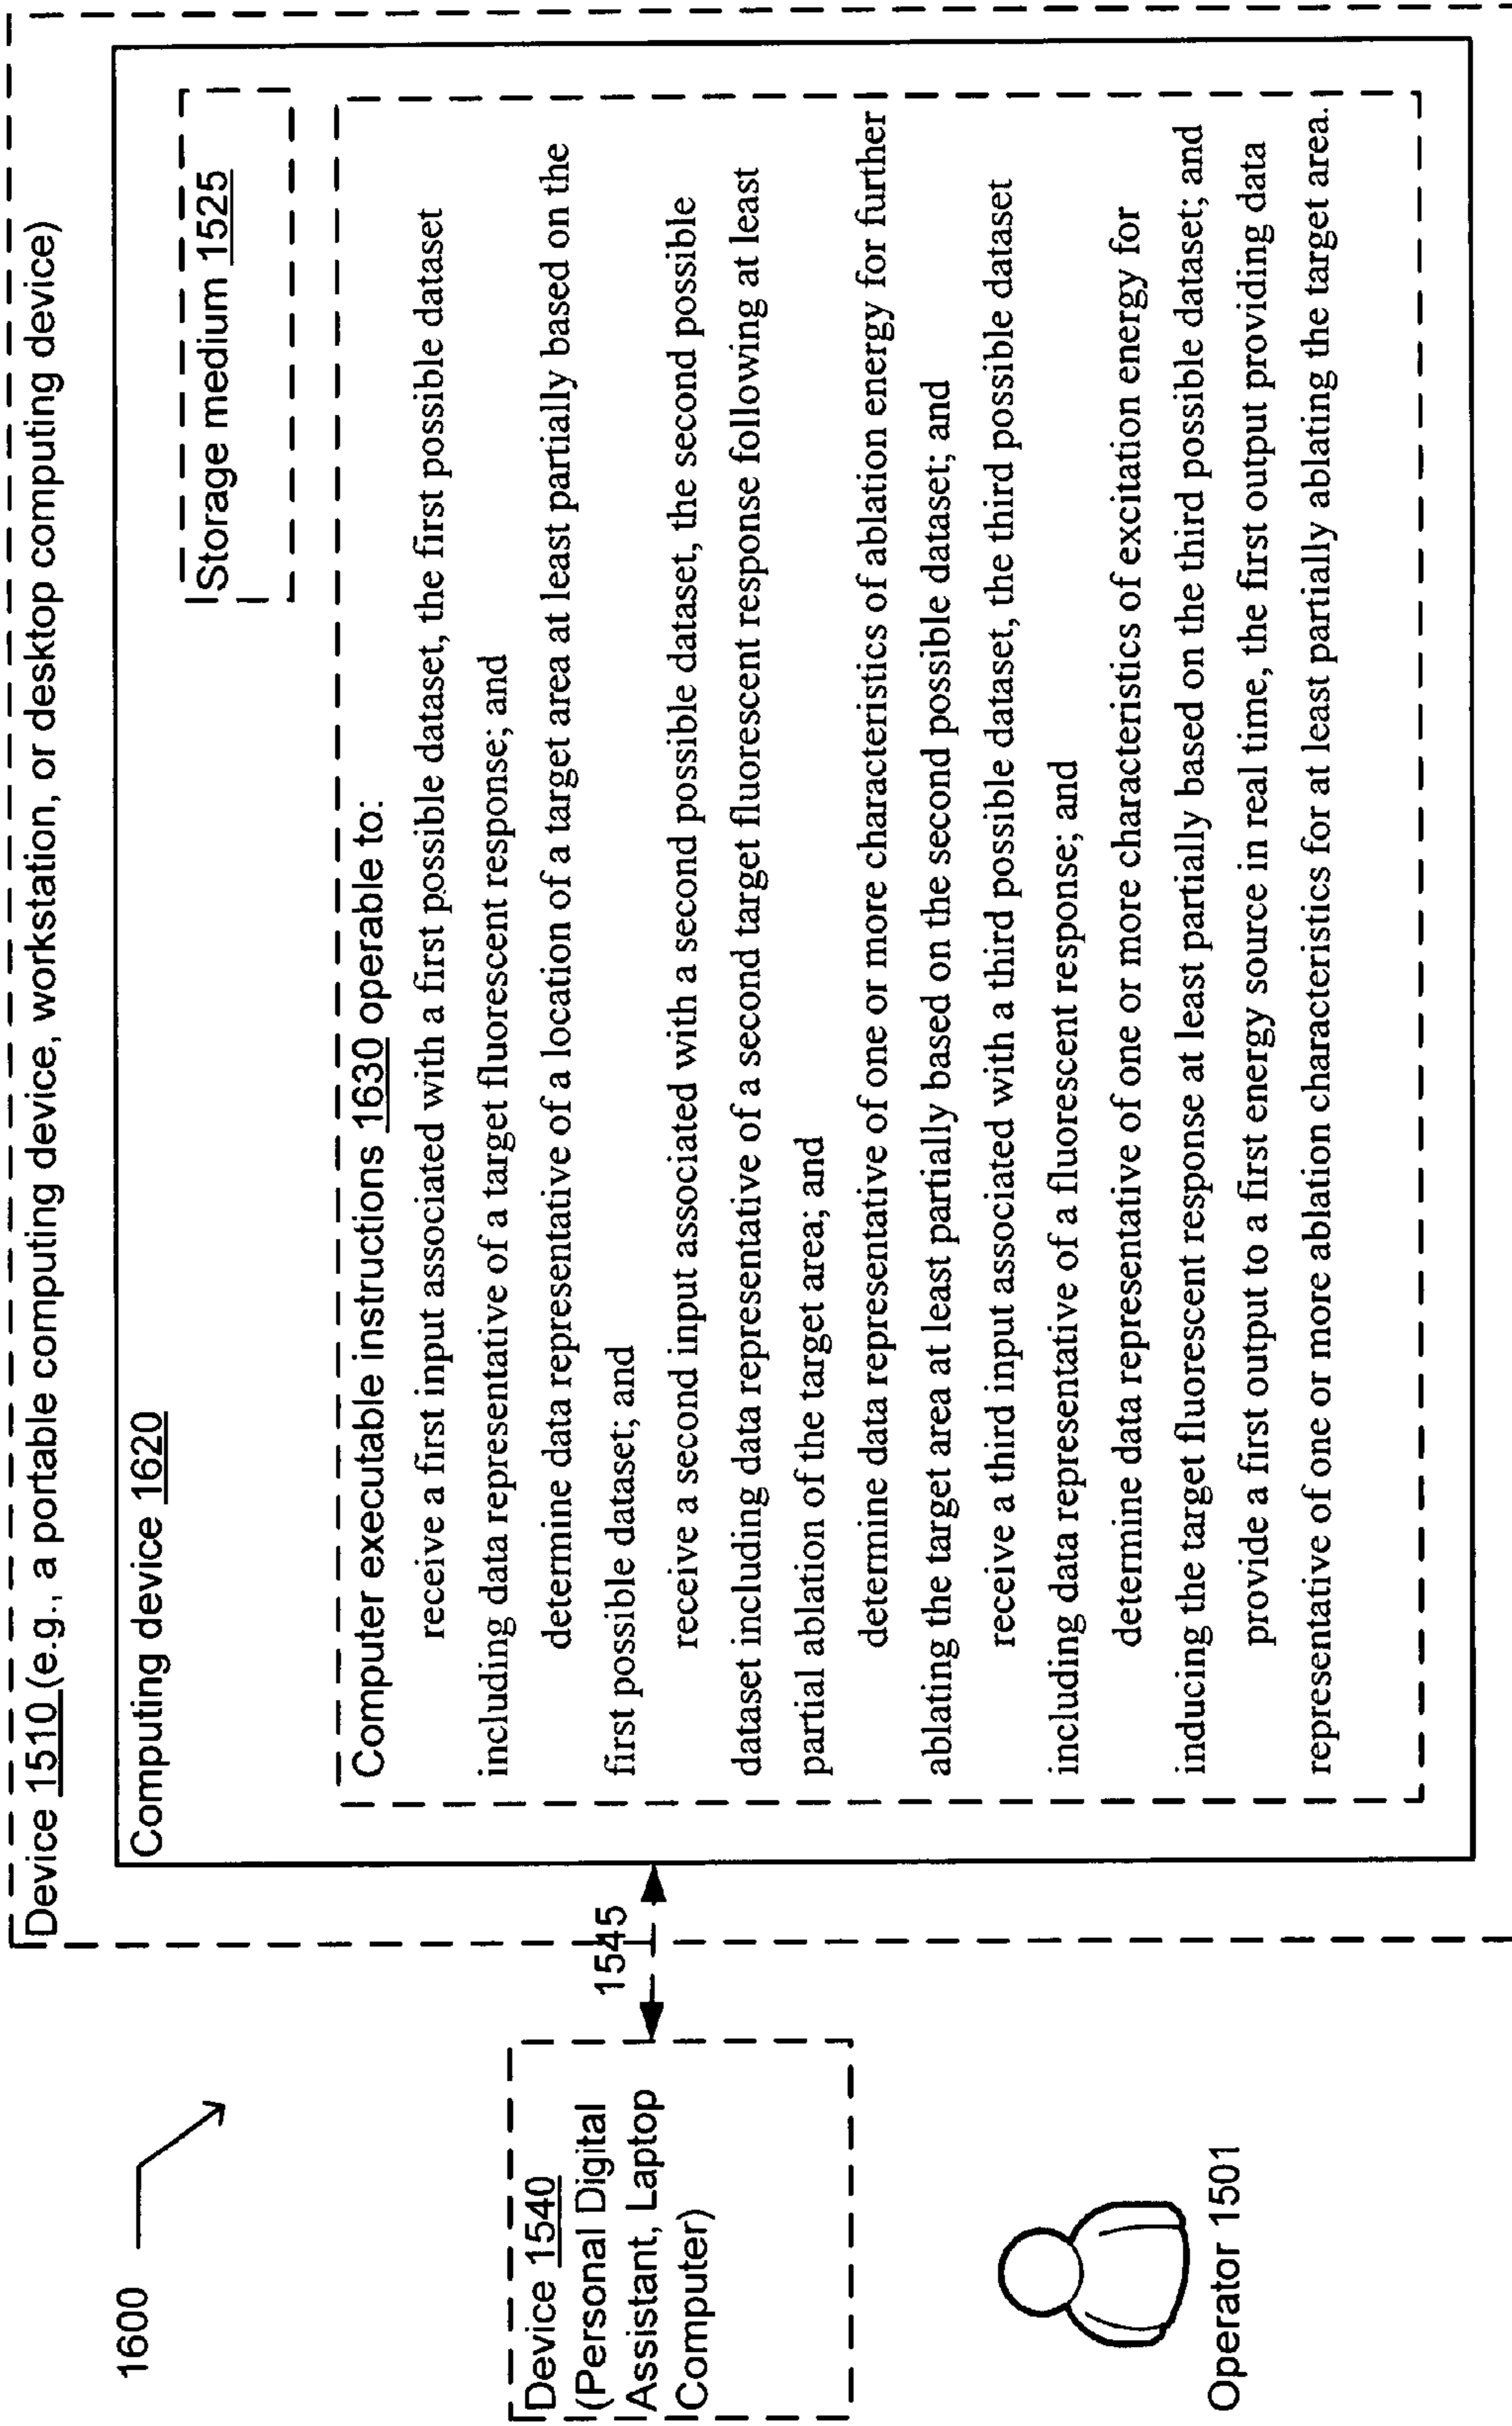 1600
Device 1510 (e.g., a portable computing device, workstation, or desktop computing device)
Computing device 1620
Storage medium 1525
Computer executable instructions 1630 operable to:
receive a first input associated with a first possible dataset, the first possible dataset
including data representative of a target fluorescent response; and
determine data representative of a location of a target area at least partially based on the
first possible dataset; and
receive a second input associated with a second possible dataset, the second possible
dataset including data representative of a second target fluorescent response following at least
partial ablation of the target area; and
determine data representative of one or more characteristics of ablation energy for further
ablating the target area at least partially based on the second possible dataset; and
receive a third input associated with a third possible dataset, the third possible dataset
including data representative of a fluorescent response; and
determine data representative of one or more characteristics of excitation energy for
inducing the target fluorescent response at least partially based on the third possible dataset; and
provide a first output to a first energy source in real time, the first output providing data
representative of one or more ablation characteristics for at least partially ablating the target area.
1545
Device 1540
(Personal Digital
Assistant, Laptop
Computer)
Operator 1501